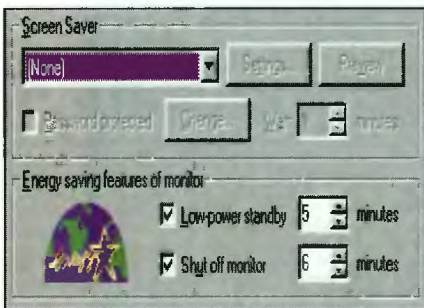 Screen Saver
(None) Settings... Preview
Password protected Change... Wait: minutes
Energy saving features of monitor
Low-power standby 5 minutes
Shut off monitor 6 minutes